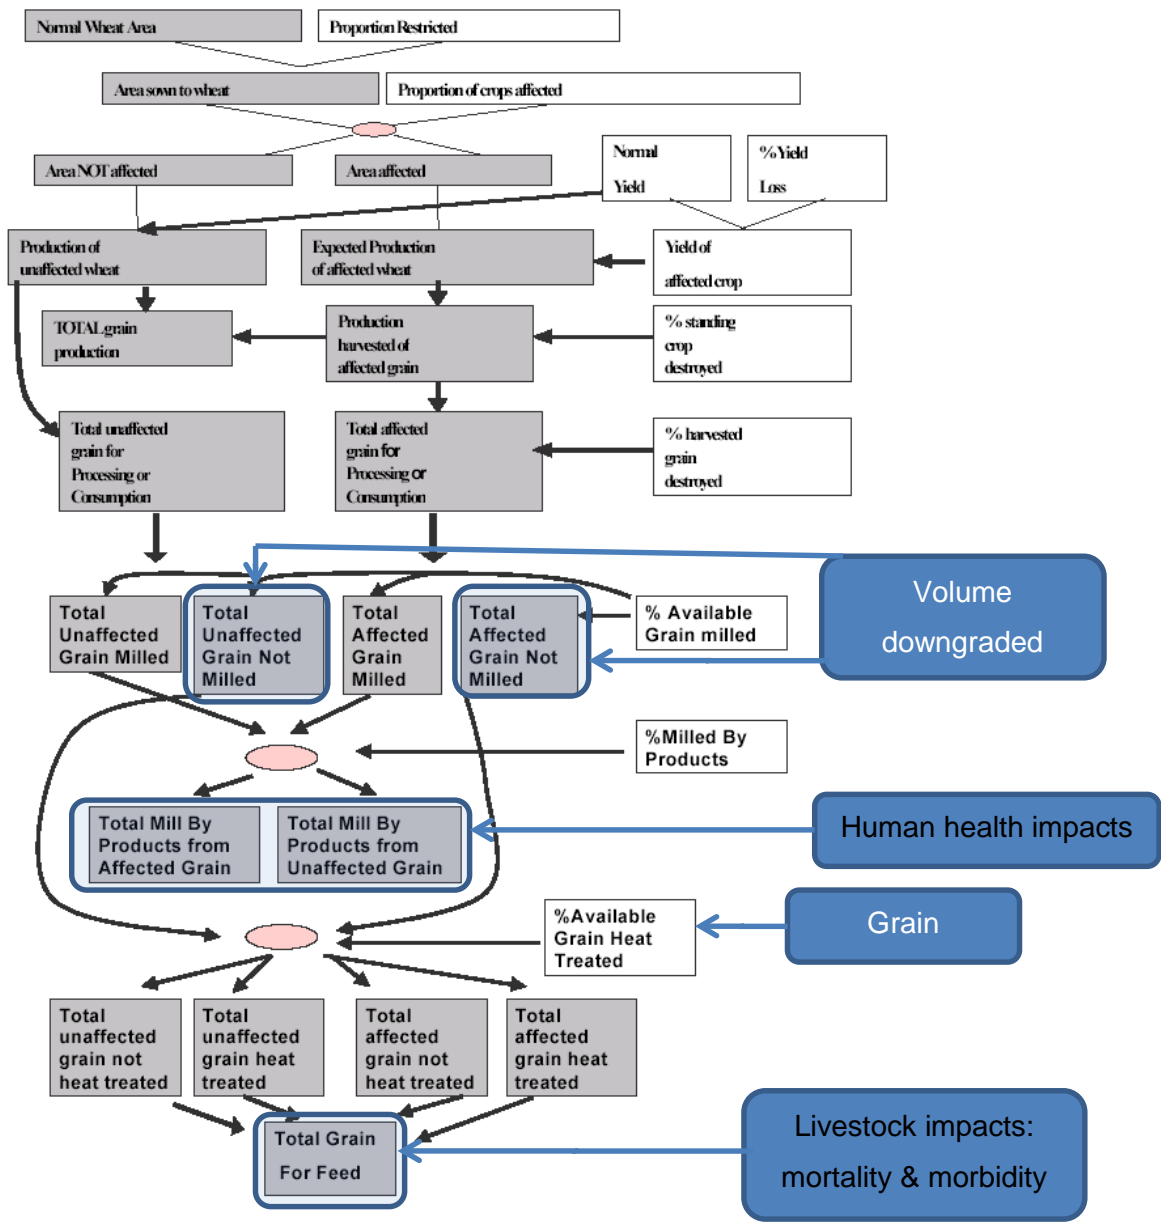 Normal Wheat Area
Proportion Restricted
Area sown to wheat
Proportion of crops affected
Area NOT affected
Area affected
Normal
Yield
% Yield
Loss
Production of
unaffected wheat
Expected Production
of affected wheat
Yield of
affected crop
TOTAL grain
production
Production
harvested of
affected grain
% standing
crop
destroyed
Total unaffected
grain for
Processing or
Consumption
Total affected
grain for
Processing or
Consumption
% harvested
grain
destroyed
Volume
downgraded
Total
Unaffected
Grain Milled
Total
Unaffected
Grain Not
Milled
Total
Affected
Grain
Milled
Total
Affected
Grain Not
Milled
% Available
Grain milled
%Milled By
Products
Total Mill By
Products from
Affected Grain
Total Mill By
Products from
Unaffected Grain
Human health impacts
%Available
Grain Heat
Treated
Grain
Total
unaffected
grain not
heat treated
Total
unaffected
grain heat
treated
Total
affected
grain not
heat treated
Total
affected
grain heat
treated
Total Grain
For Feed
Livestock impacts:
mortality & morbidity